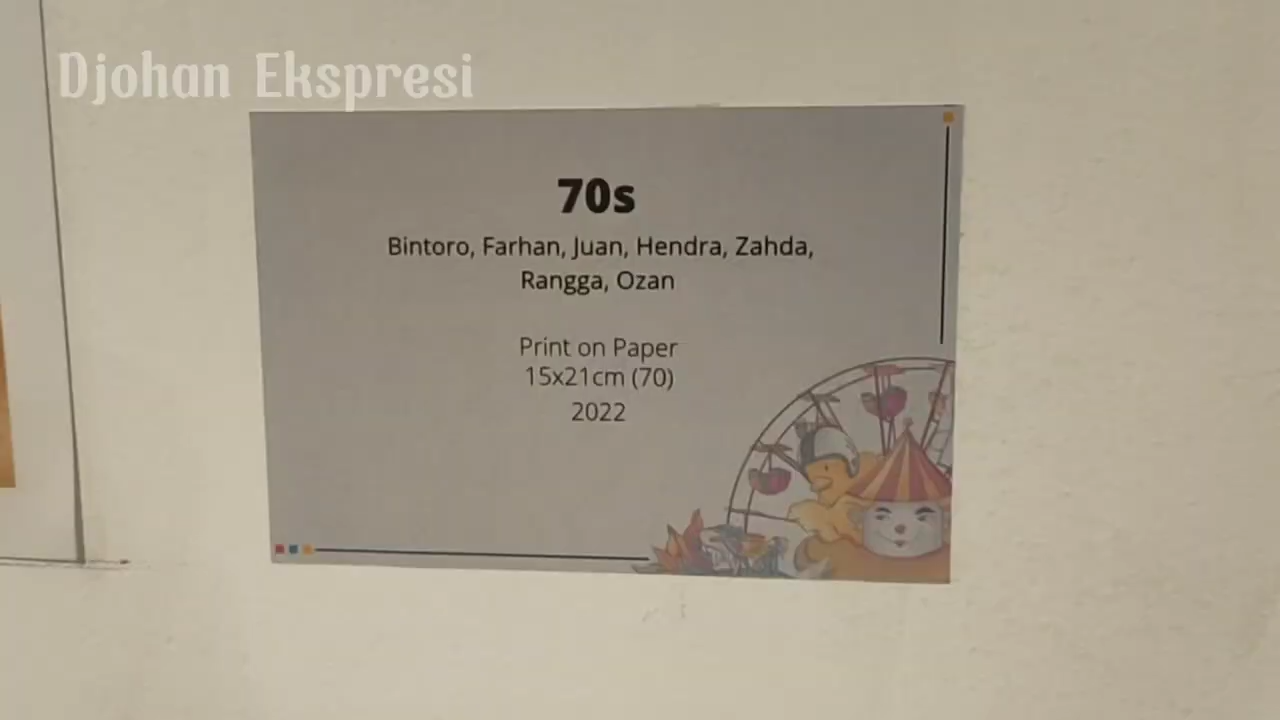 Djohan Ekspresi
70s
Bintoro, Farhan, Juan, Hendra, Zahda,
Rangga, Ozan
Print on Paper
15x21cm (70)
2022